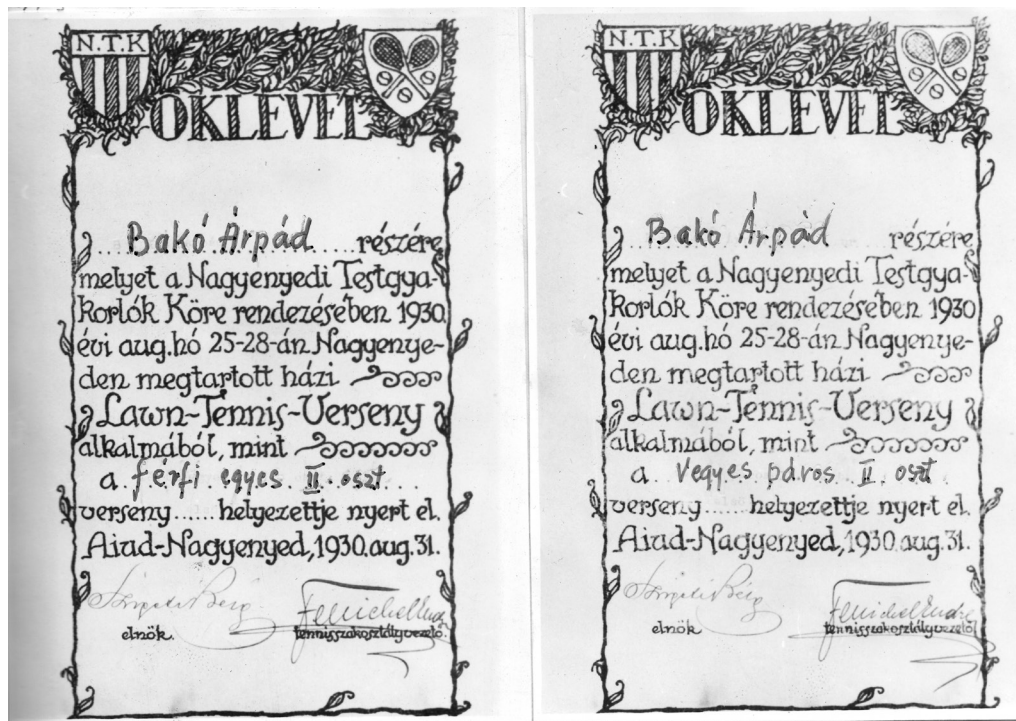 N.T.K
OKLEVÉL
Bakó Árpád részére
melyet a Nagyenyedi Testgya-
korlók Köre rendezésében 1930
évi aug. hó 25-28-án Nagyenye-
den megtartott házi
Lawn-Tennis-Verseny
alkalmából, mint
a férfi egyes II. oszt
verseny ...... helyezettje nyert el.
Aiud-Nagyenyed, 1930. aug. 31.
elnök.
tennisszakosztályvezető.
N.T.K
OKLEVÉL
Bakó Árpád részére
melyet a Nagyenyedi Testgya-
korlók Köre rendezésében 1930
évi aug. hó 25-28-án Nagyenye-
den megtartott házi
Lawn-Tennis-Verseny
alkalmából, mint
a vegyes páros II. oszt
verseny ...... helyezettje nyert el.
Aiud-Nagyenyed, 1930. aug. 31.
elnök.
tennisszakosztályvezető.